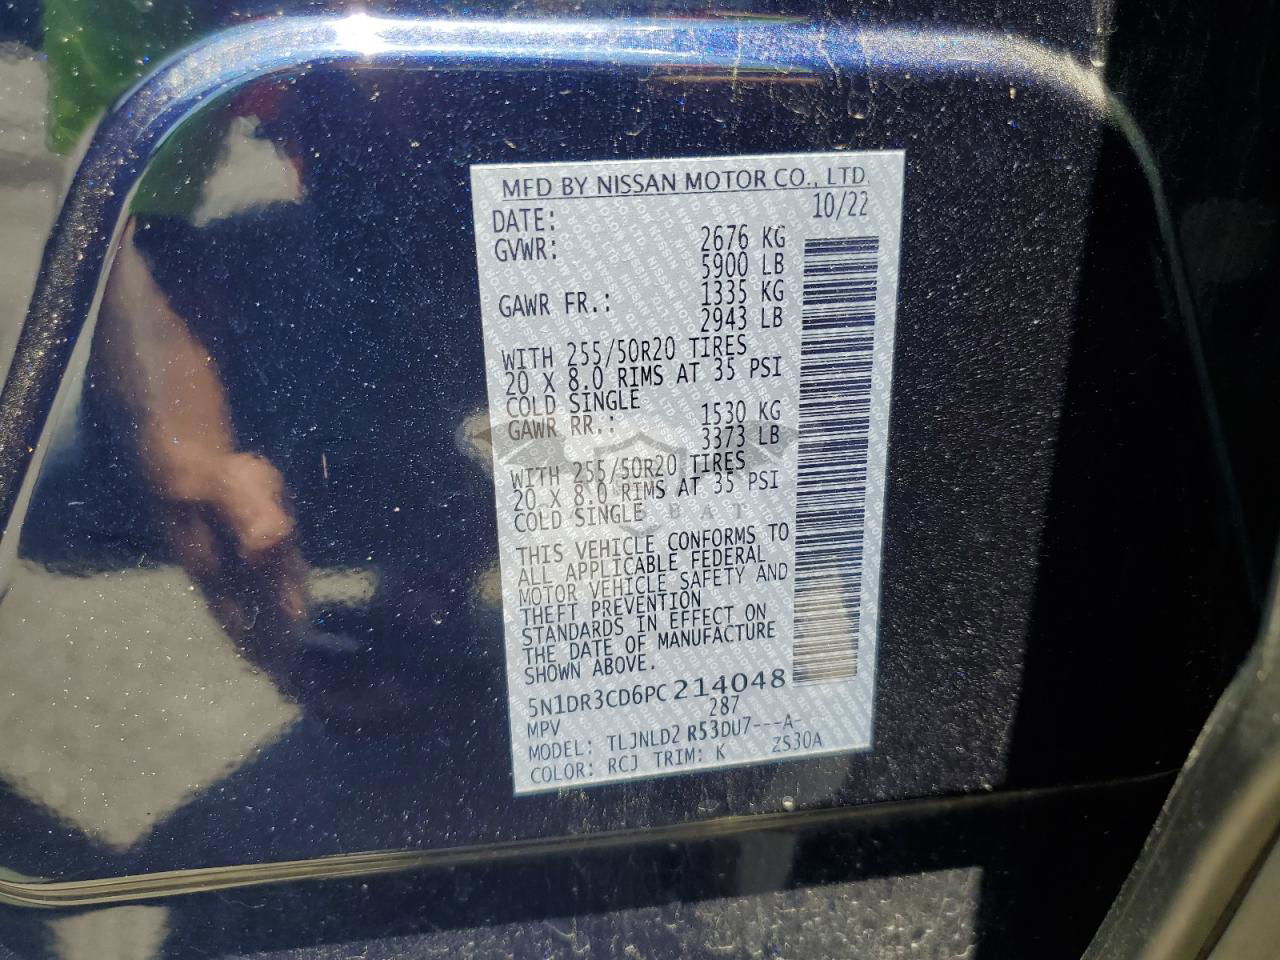 MFD BY NISSAN MOTOR CO., LTD.
DATE: 10/22
GVWR: 2676 KG
5900 LB
GAWR FR.: 1335 KG
2943 LB
WITH 255/50R20 TIRES
20 X 8.0 RIMS AT 35 PSI
COLD SINGLE
GAWR RR.: 1530 KG
3373 LB
WITH 255/50R20 TIRES
20 X 8.0 RIMS AT 35 PSI
COLD SINGLE
THIS VEHICLE CONFORMS TO
ALL APPLICABLE FEDERAL
MOTOR VEHICLE SAFETY AND
THEFT PREVENTION
STANDARDS IN EFFECT ON
THE DATE OF MANUFACTURE
SHOWN ABOVE.
5N1DR3CD6PC214048
MPV 287
MODEL: TLJNLD2 R53DU7---A-
COLOR: RCJ TRIM: K ZS30A